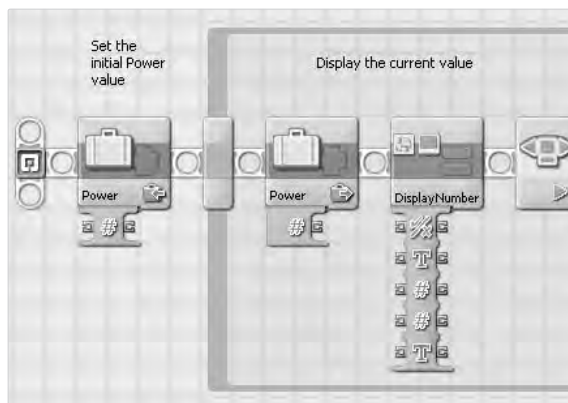 Set the
initial Power
value
Display the current value
Power
Power
DisplayNumber
#
#
T
#
#
T